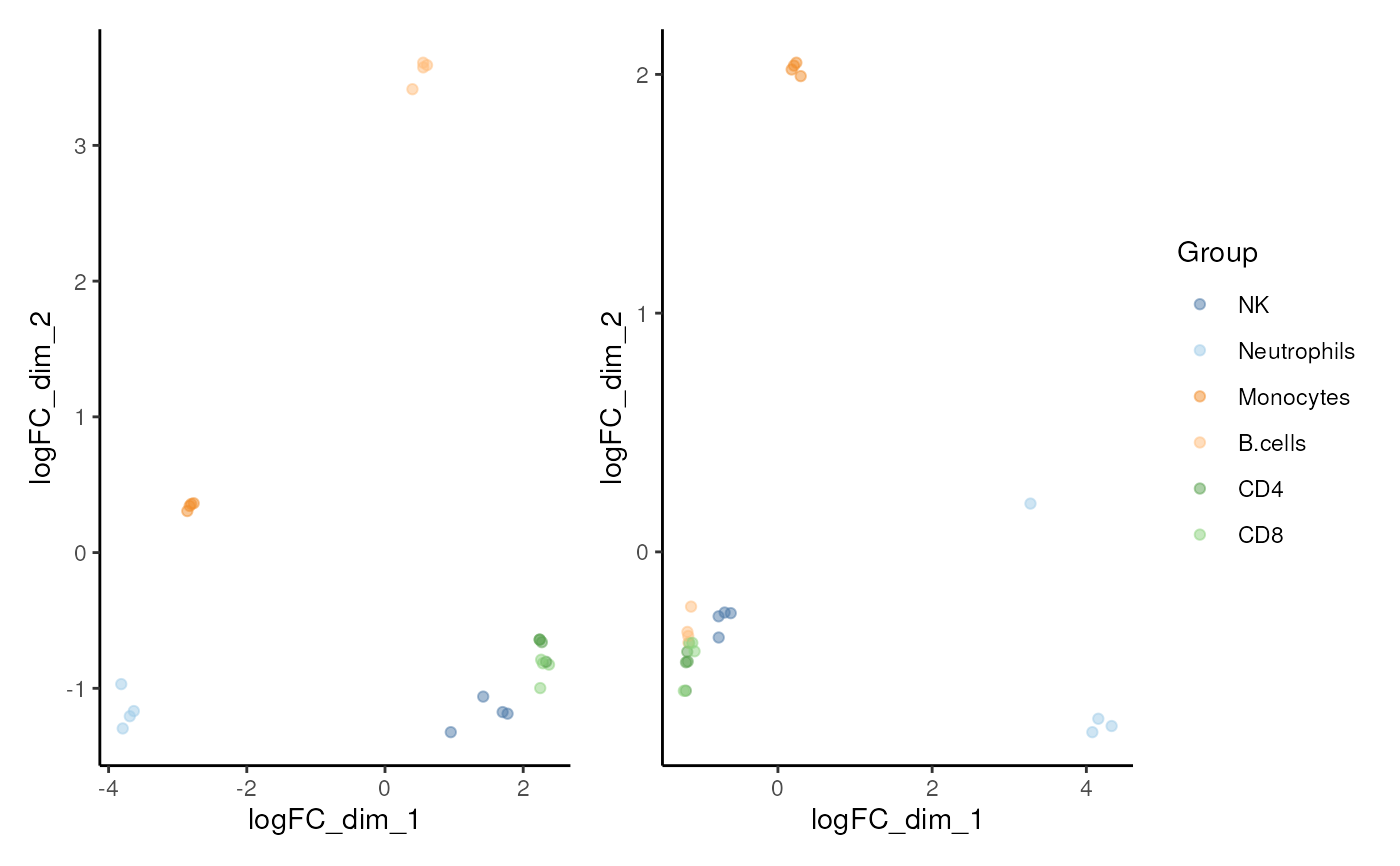 3
2
1
0
-1
logFC_dim_2
-4
-2
0
2
logFC_dim_1
2
1
0
logFC_dim_2
0
2
4
logFC_dim_1
Group
NK
Neutrophils
Monocytes
B.cells
CD4
CD8